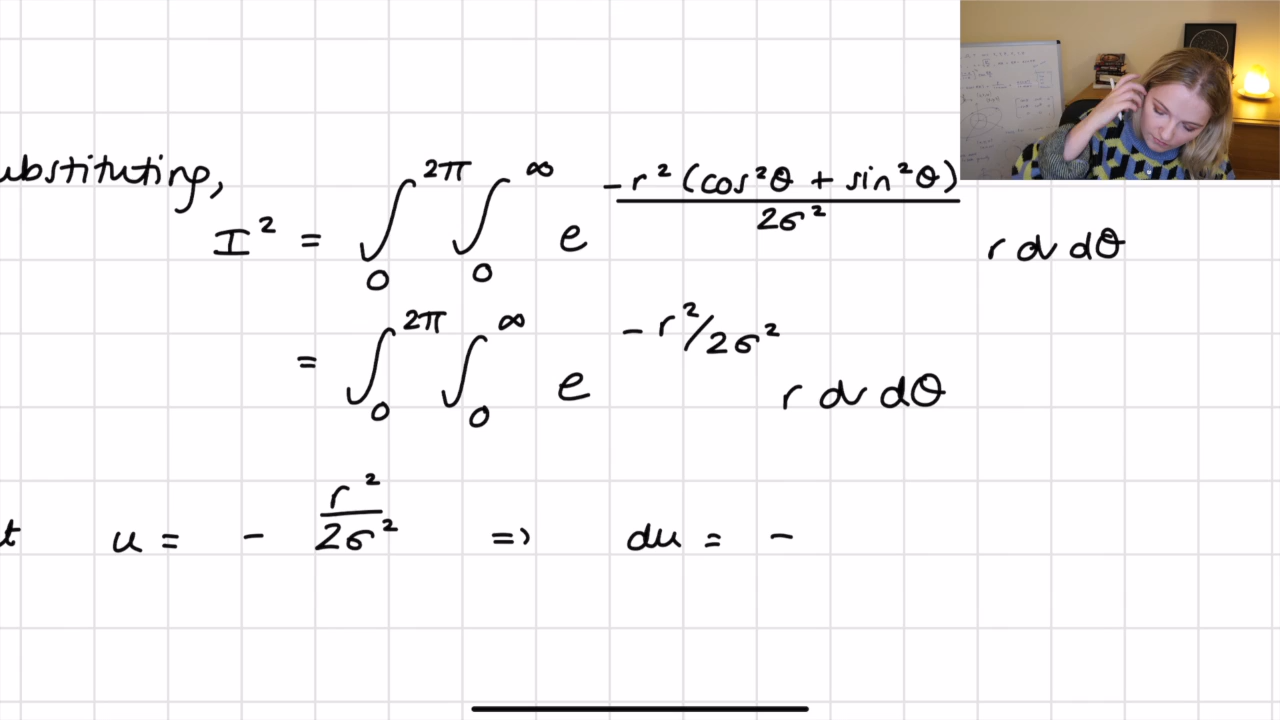 ubstituting,
I² = ∫₀^2π ∫₀^∞ e^(-r²(cos²θ + sin²θ)/2σ²) r dr dθ
= ∫₀^2π ∫₀^∞ e^(-r²/2σ²) r dr dθ
t u = - r²/2σ² => du = -